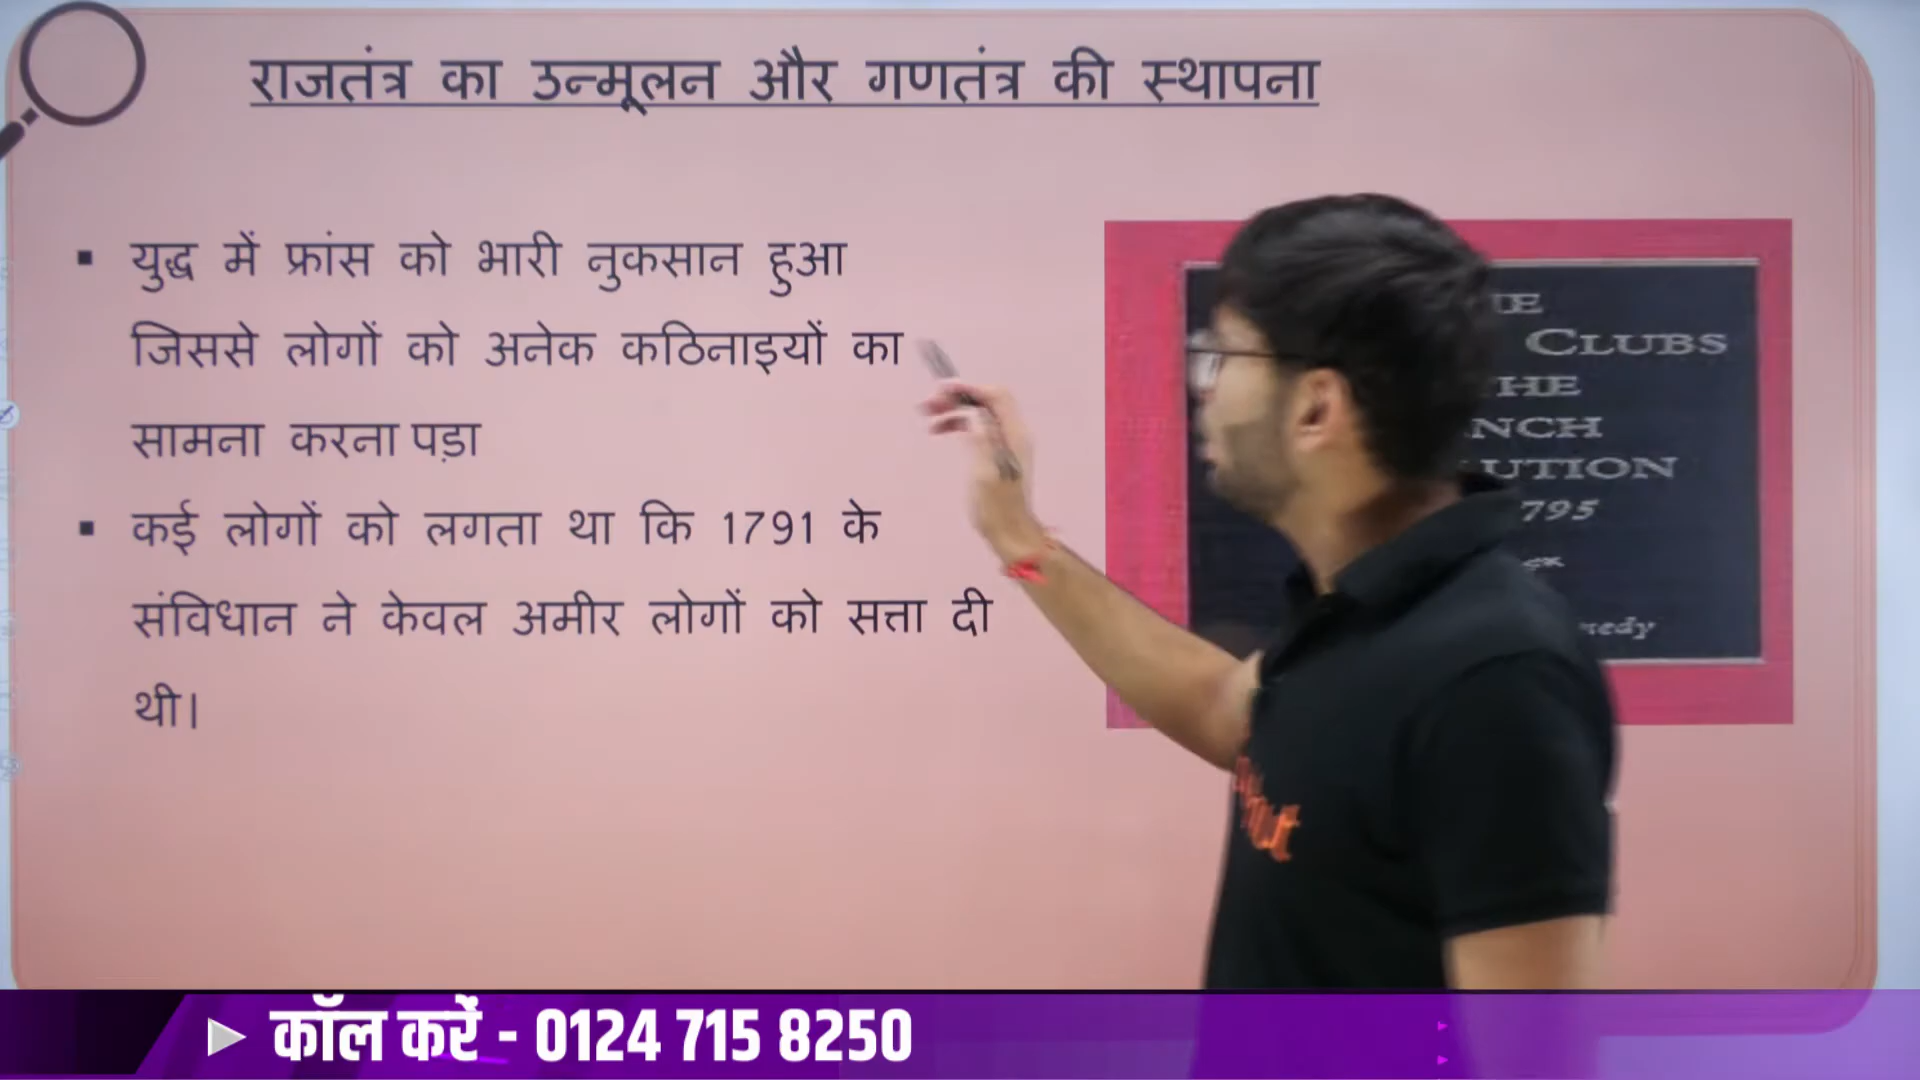 राजतंत्र का उन्मूलन और गणतंत्र की स्थापना
युद्ध में फ्रांस को भारी नुकसान हुआ
जिससे लोगों को अनेक कठिनाइयों का
सामना करना पड़ा
कई लोगों को लगता था कि 1791 के
संविधान ने केवल अमीर लोगों को सत्ता दी
थी।
CLUBS
कॉल करें - 0124 715 8250